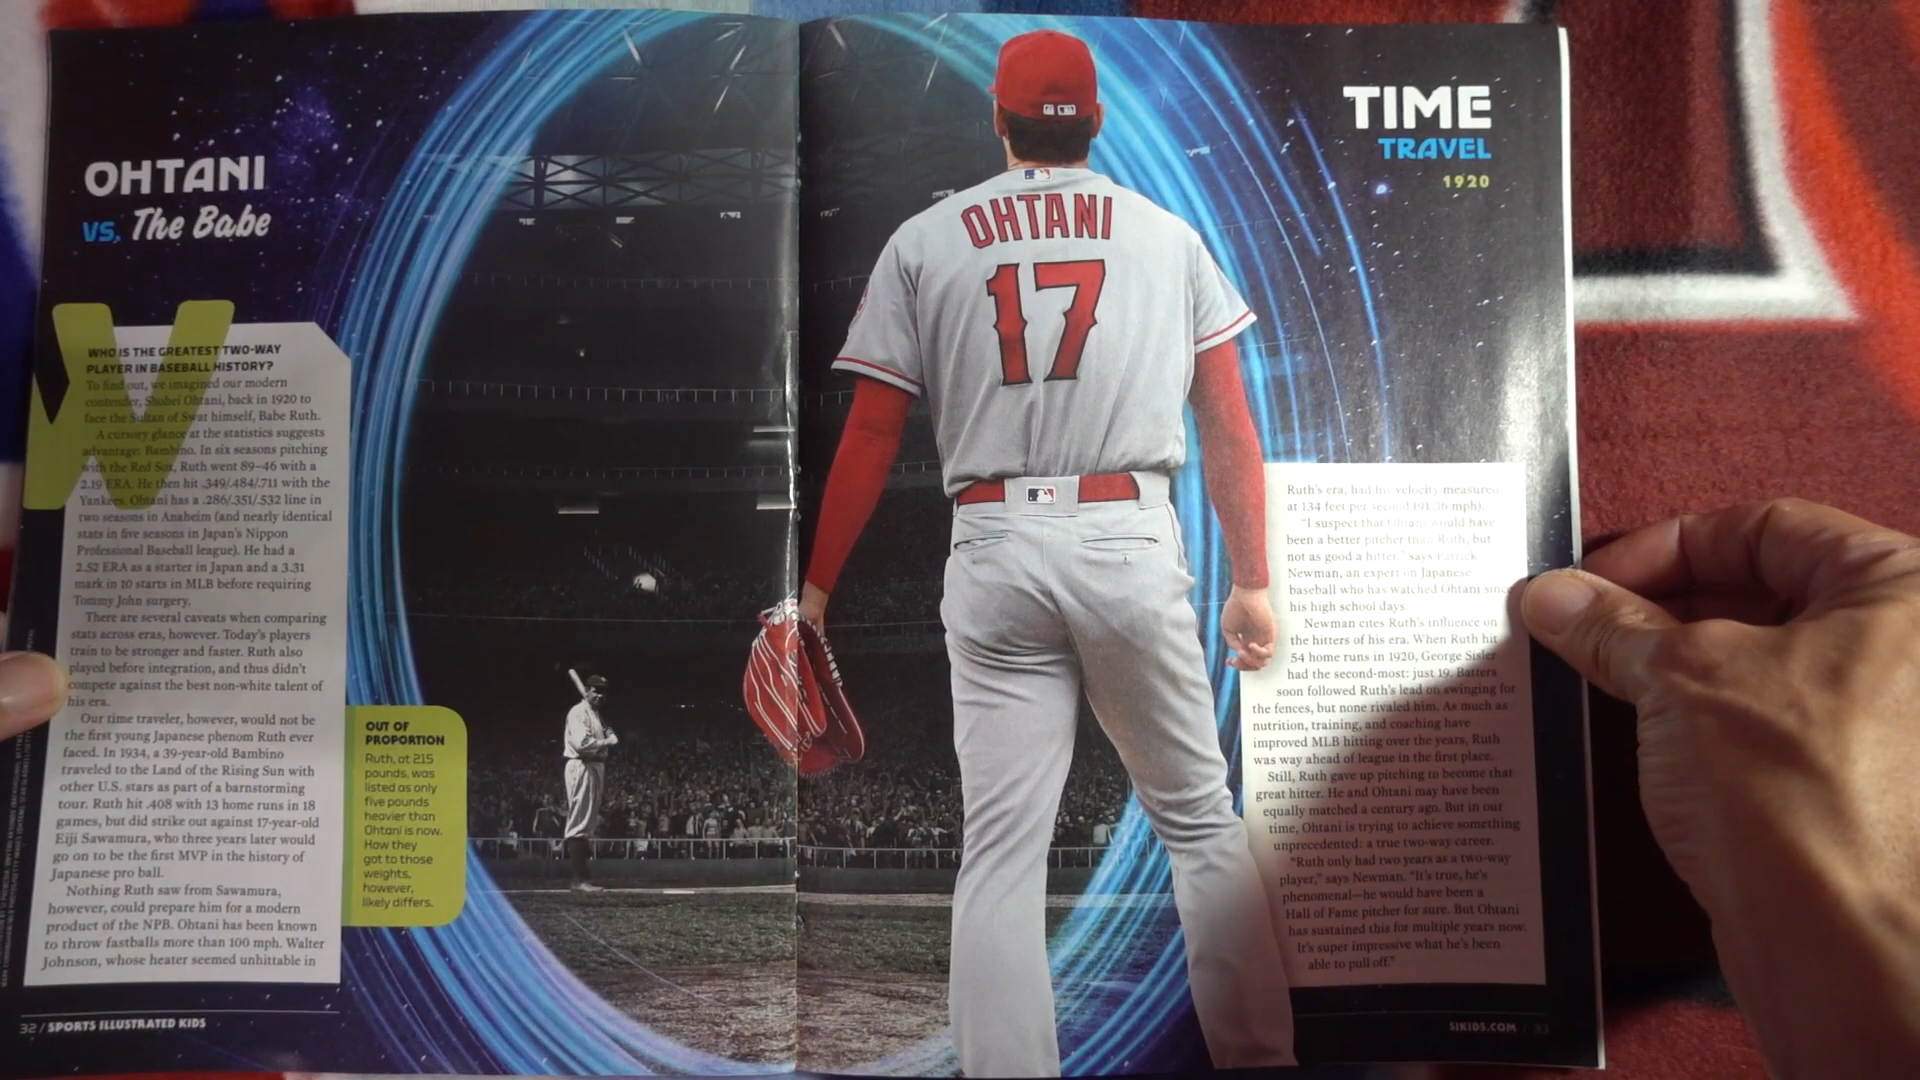 OHTANI
VS. The Babe
WHO IS THE GREATEST TWO-WAY
PLAYER IN BASEBALL HISTORY?
To find out, we imagined our modern
contender, Shohei Ohtani, back in 1920 to
face the Sultan of Swat himself, Babe Ruth.
A cursory glance at the statistics suggests
advantage: Bambino. In six seasons pitching
with the Red Sox, Ruth went 89–46 with a
2.19 ERA. He then hit .349/.484/.711 with the
Yankees. Ohtani has a .286/.351/.532 line in
two seasons in Anaheim (and nearly identical
stats in five seasons in Japan's Nippon
Professional Baseball league). He had a
2.52 ERA as a starter in Japan and a 3.31
mark in 10 starts in MLB before requiring
Tommy John surgery.
There are several caveats when comparing
stats across eras, however. Today's players
train to be stronger and faster. Ruth also
played before integration, and thus didn't
compete against the best non-white talent of
his era.
Our time traveler, however, would not be
the first young Japanese phenom Ruth ever
faced. In 1934, a 39-year-old Bambino
traveled to the Land of the Rising Sun with
other U.S. stars as part of a barnstorming
tour. Ruth hit .408 with 13 home runs in 18
games, but did strike out against 17-year-old
Eiji Sawamura, who three years later would
go on to be the first MVP in the history of
Japanese pro ball.
Nothing Ruth saw from Sawamura,
however, could prepare him for a modern
product of the NPB. Ohtani has been known
to throw fastballs more than 100 mph. Walter
Johnson, whose heater seemed unhittable in
OUT OF
PROPORTION
Ruth, at 215
pounds, was
listed as only
five pounds
heavier than
Ohtani is now.
How they
got to those
weights,
however,
likely differs.
32 / SPORTS ILLUSTRATED KIDS
OHTANI
17
TIME
TRAVEL
1920
Ruth's era, had his velocity measured
at 134 feet per second (91.36 mph).
"I suspect that Ohtani would have
been a better pitcher than Ruth, but
not as good a hitter," says Patrick
Newman, an expert on Japanese
baseball who has watched Ohtani since
his high school days.
Newman cites Ruth's influence on
the hitters of his era. When Ruth hit
54 home runs in 1920, George Sisler
had the second-most: just 19. Batters
soon followed Ruth's lead on swinging for
the fences, but none rivaled him. As much as
nutrition, training, and coaching have
improved MLB hitting over the years, Ruth
was way ahead of league in the first place.
Still, Ruth gave up pitching to become that
great hitter. He and Ohtani may have been
equally matched a century ago. But in our
time, Ohtani is trying to achieve something
unprecedented: a true two-way career.
"Ruth only had two years as a two-way
player," says Newman. "It's true, he's
phenomenal—he would have been a
Hall of Fame pitcher for sure. But Ohtani
has sustained this for multiple years now.
It's super impressive what he's been
able to pull off."
SIKIDS.COM / 33